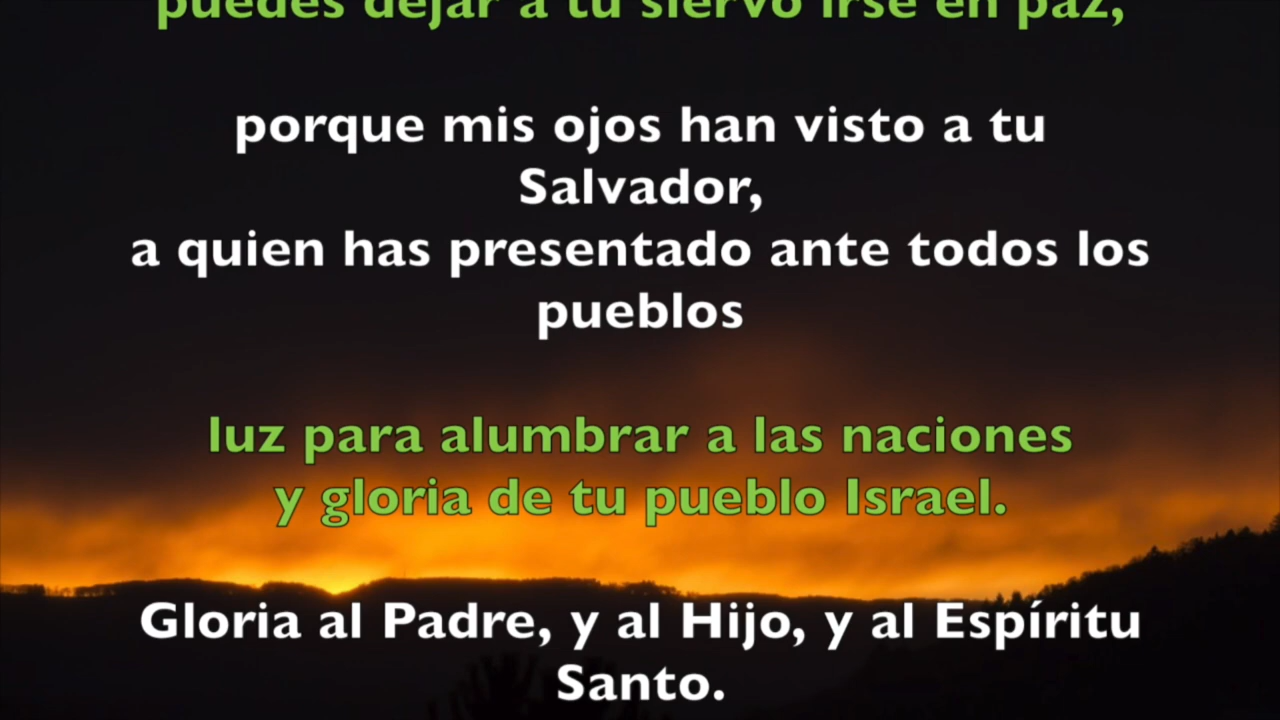 puedes dejar a tu siervo irse en paz,
porque mis ojos han visto a tu
Salvador,
a quien has presentado ante todos los
pueblos
luz para alumbrar a las naciones
y gloria de tu pueblo Israel.
Gloria al Padre, y al Hijo, y al Espíritu
Santo.